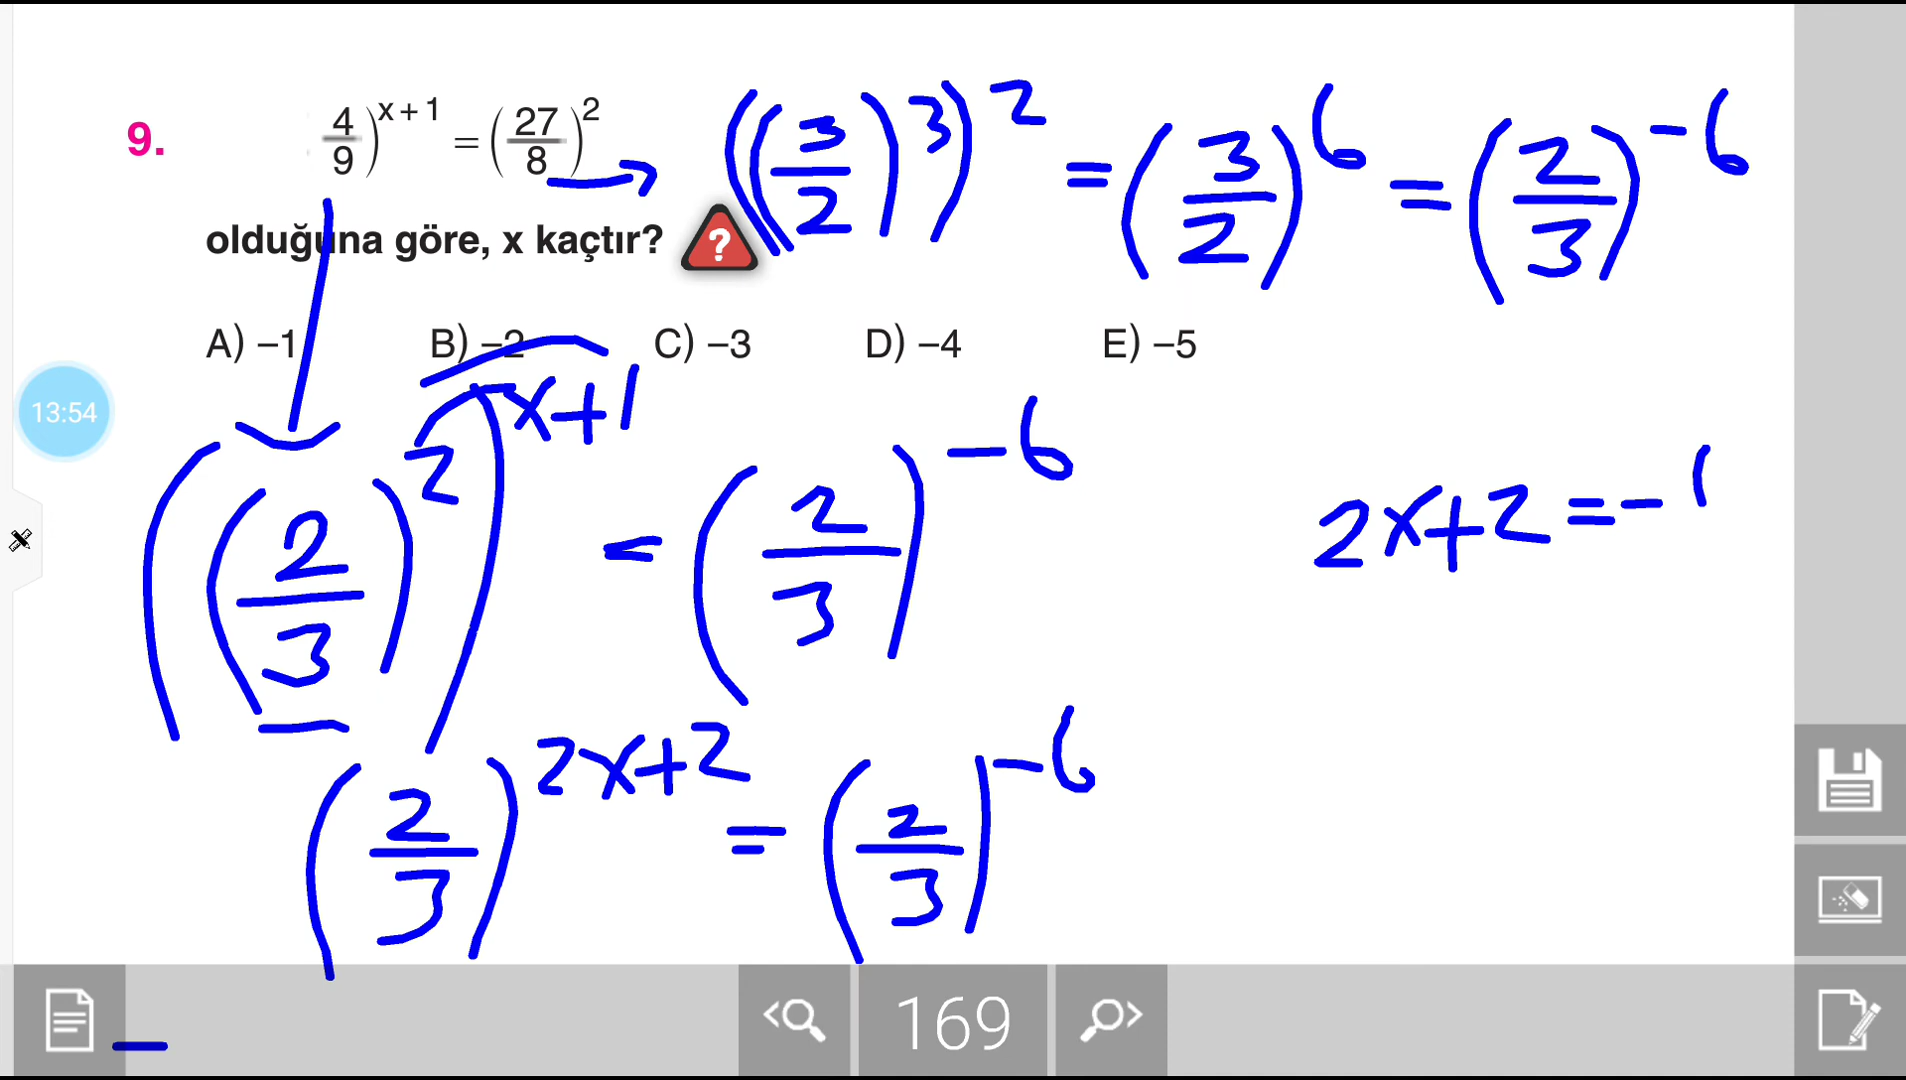 9. (4/9)^(x+1) = (27/8)^2 → ((3/2)^3)^2 = (3/2)^6 = (2/3)^-6
olduğuna göre, x kaçtır? ?
A) –1 B) –2 C) –3 D) –4 E) –5
13:54
((2/3)^2)^x+1 = (2/3)^-6
2x+2=-
(2/3)^2x+2 = (2/3)^-6
169